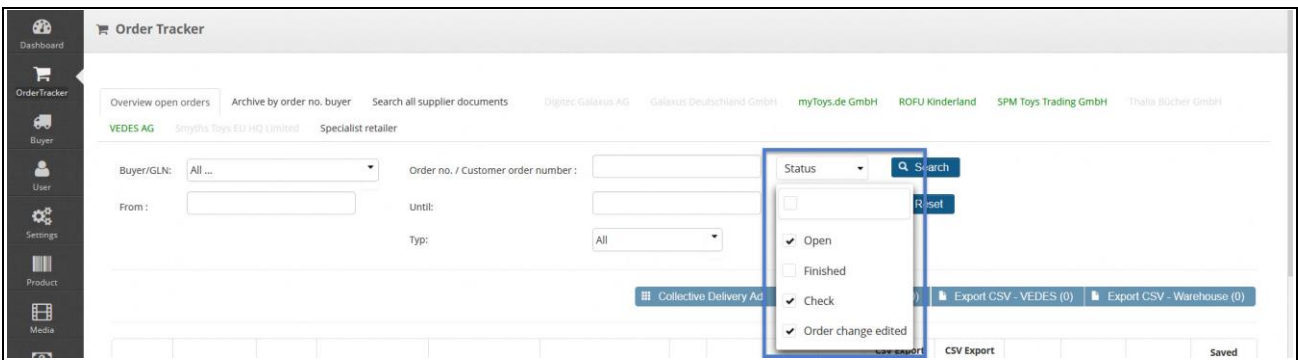 Dashboard
Order Tracker
OrderTracker
Overview open orders Archive by order no. buyer Search all supplier documents Digitec Galaxus AG Galaxus Deutschland GmbH myToys.de GmbH ROFU Kinderland SPM Toys Trading GmbH Thalia Bücher GmbH
VEDES AG Smyths Toys EU HQ Limited Specialist retailer
Buyer
Buyer/GLN: All ... Order no. / Customer order number : Status Search
User
From : Until: Reset
Settings
Typ: All Open
Finished
Product
Collective Delivery Check Export CSV - VEDES (0) Export CSV - Warehouse (0)
Media
Order change edited
CSV Export CSV Export Saved